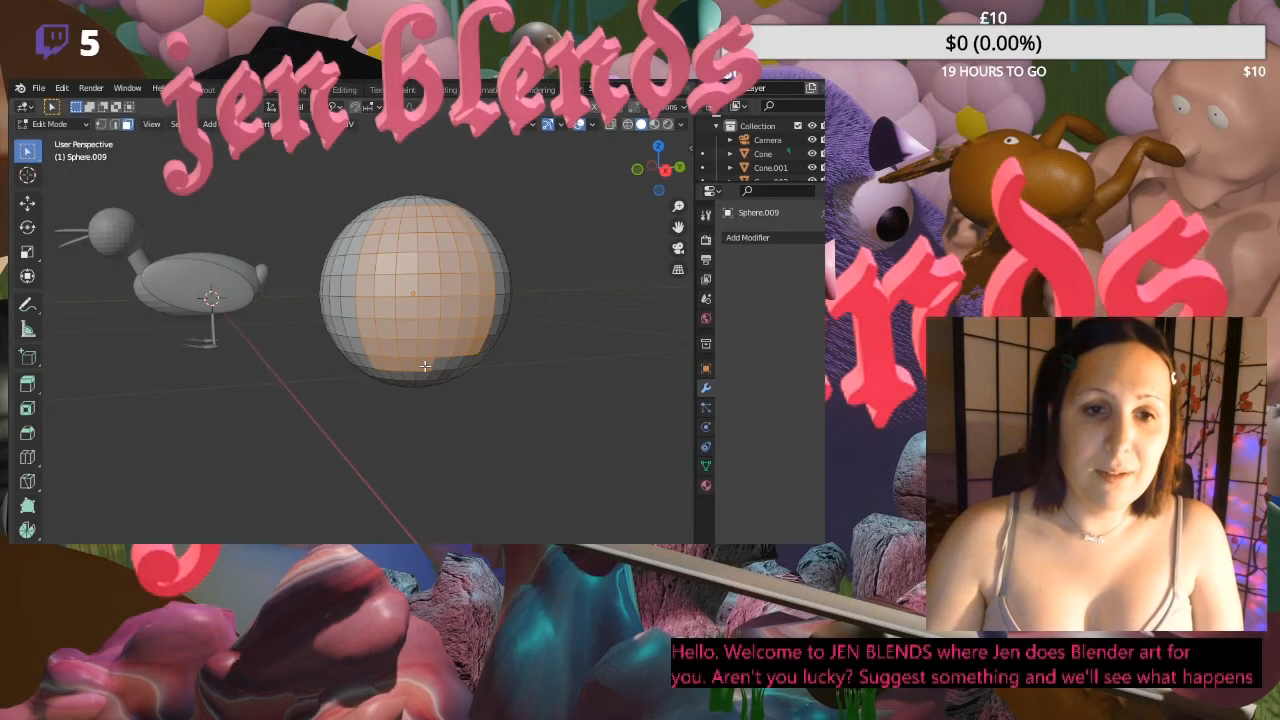 5
jen blends
£10
$0 (0.00%)
19 HOURS TO GO
$10
File Edit Render Window
Edit Mode
View
Add
User Perspective
(1) Sphere.009
Z
Y
X
Collection
Camera
Cone
Cone.001
Sphere.009
Add Modifier
Hello. Welcome to JEN BLENDS where Jen does Blender art for
you. Aren't you lucky? Suggest something and we'll see what happens